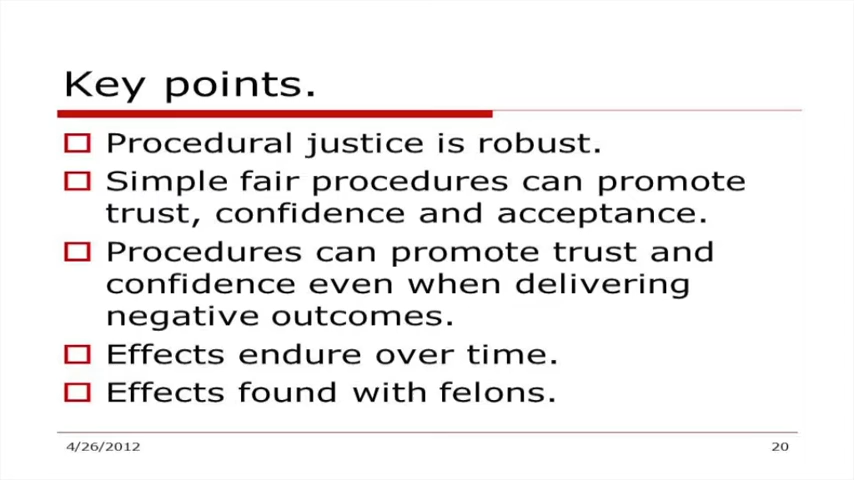 Key points.
Procedural justice is robust.
Simple fair procedures can promote
trust, confidence and acceptance.
Procedures can promote trust and
confidence even when delivering
negative outcomes.
Effects endure over time.
Effects found with felons.
4/26/2012
20